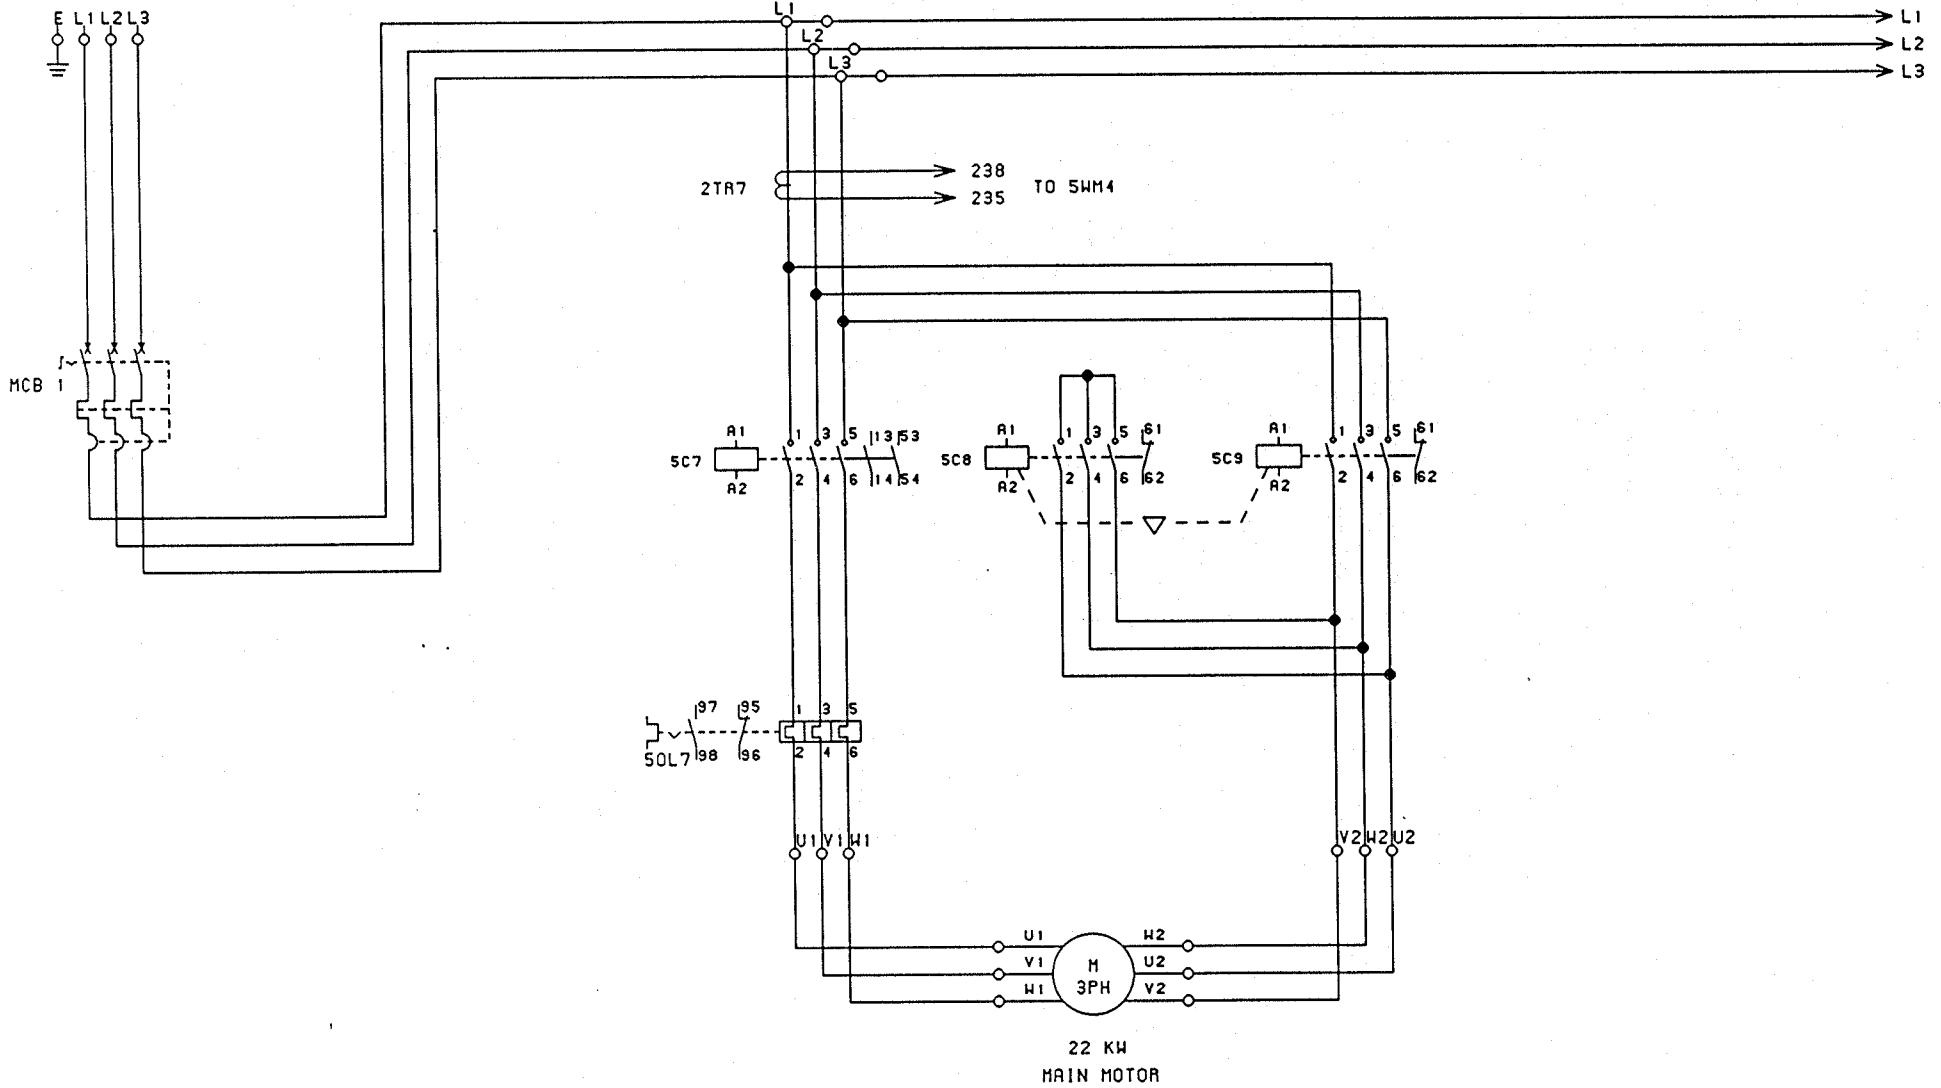 E L1 L2 L3
L1
L1
L2
L2
L3
L3
238
2TR7
TO 5WM4
235
MCB 1
A1
1 3 5 13 53
5C7
A2
2 4 6 14 54
A1
1 3 5 61
5C8
A2
2 4 6 62
A1
1 3 5 61
5C9
A2
2 4 6 62
97 95
1 3 5
5OL7
98 96
2 4 6
U1 V1 W1
V2 W2 U2
U1
W2
V1
M
U2
3PH
W1
V2
22 KW
MAIN MOTOR